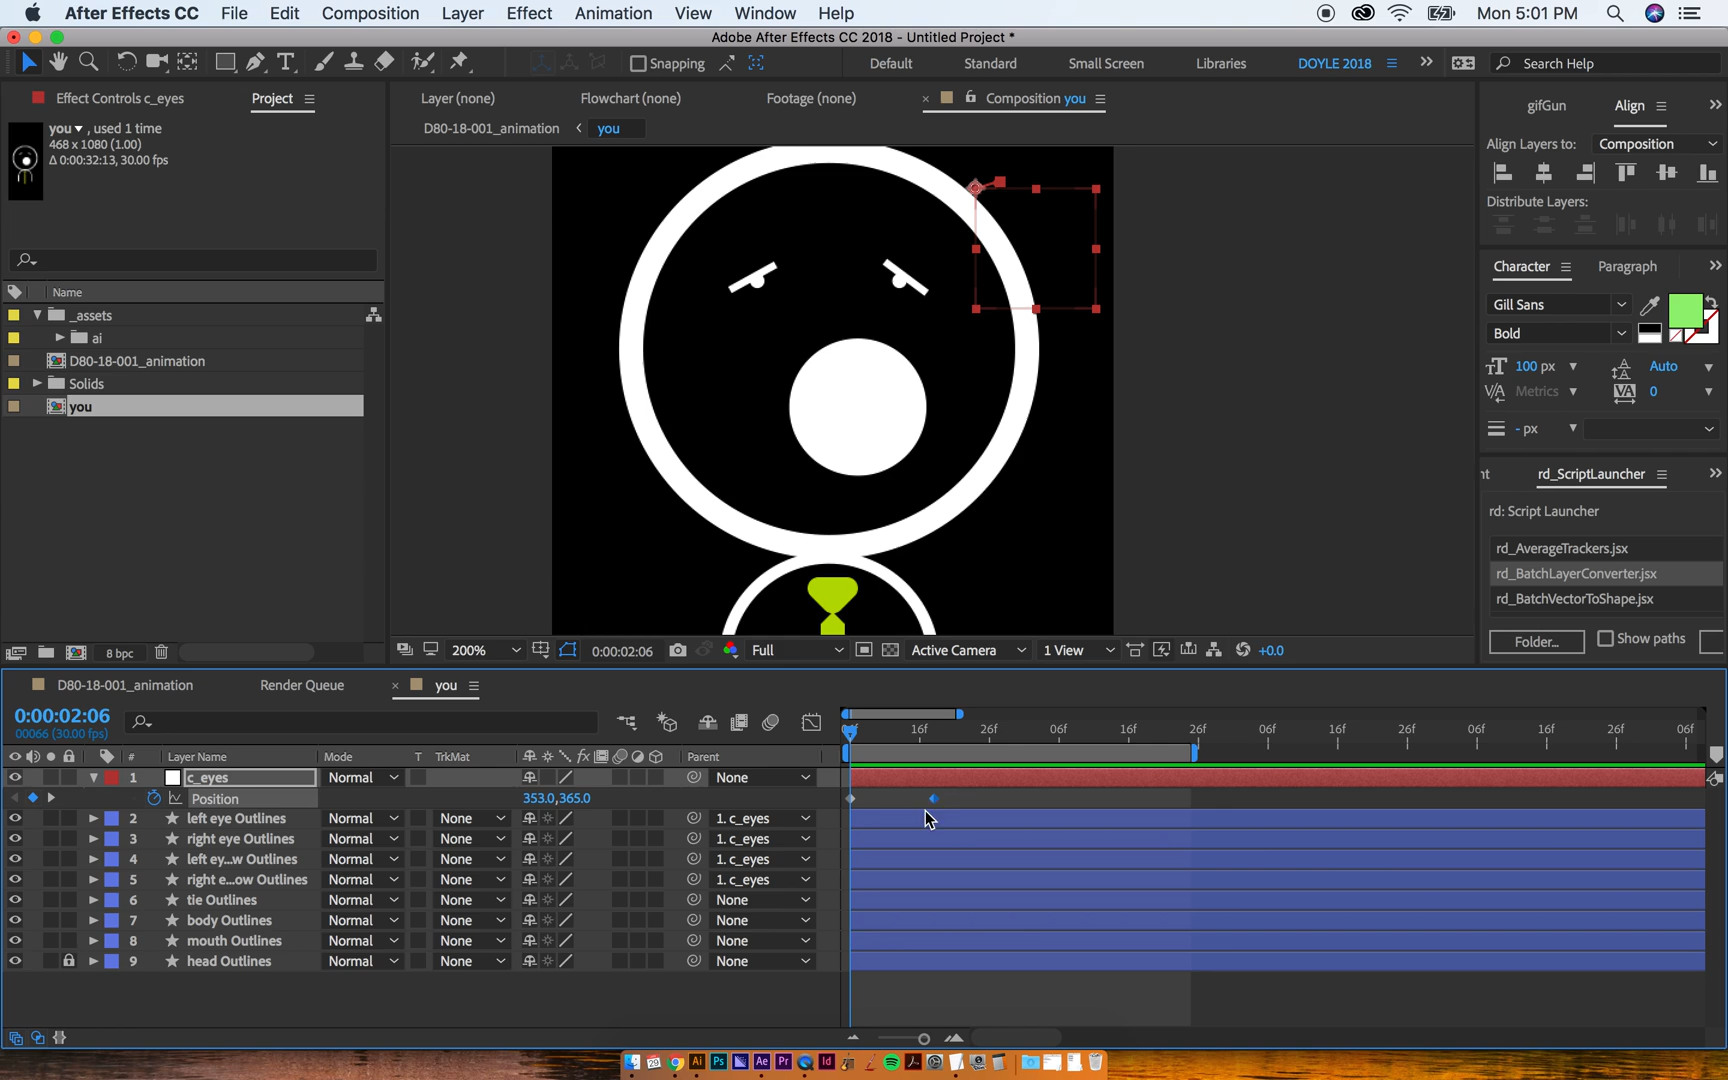 After Effects CC File Edit Composition Layer Effect Animation View Window Help Mon 5:01 PM
Adobe After Effects CC 2018 - Untitled Project *
Snapping Default Standard Small Screen Libraries DOYLE 2018 Search Help
Effect Controls c_eyes Project
Layer (none) Flowchart (none) Footage (none) Composition you
D80-18-001_animation you
you , used 1 time
468 x 1080 (1.00)
Δ 0:00:32:13, 30.00 fps
Name
_assets
ai
D80-18-001_animation
Solids
you
8 bpc
200% 0:00:02:06 Full Active Camera 1 View +0.0
gifGun Align
Align Layers to: Composition
Distribute Layers:
Character Paragraph
Gill Sans
Bold
100 px Auto
Metrics 0
- px
nt rd_ScriptLauncher
rd: Script Launcher
rd_AverageTrackers.jsx
rd_BatchLayerConverter.jsx
rd_BatchVectorToShape.jsx
Folder... Show paths
D80-18-001_animation Render Queue you
0:00:02:06
00066 (30.00 fps)
16f 26f 06f 16f 26f 06f 16f 26f 06f 16f 26f 06f
# Layer Name Mode T TrkMat fx Parent
1 c_eyes Normal None
Position 353.0,365.0
2 left eye Outlines Normal None 1. c_eyes
3 right eye Outlines Normal None 1. c_eyes
4 left ey...w Outlines Normal None 1. c_eyes
5 right e...ow Outlines Normal None 1. c_eyes
6 tie Outlines Normal None None
7 body Outlines Normal None None
8 mouth Outlines Normal None None
9 head Outlines Normal None None
Ai Ps Ae Pr Id